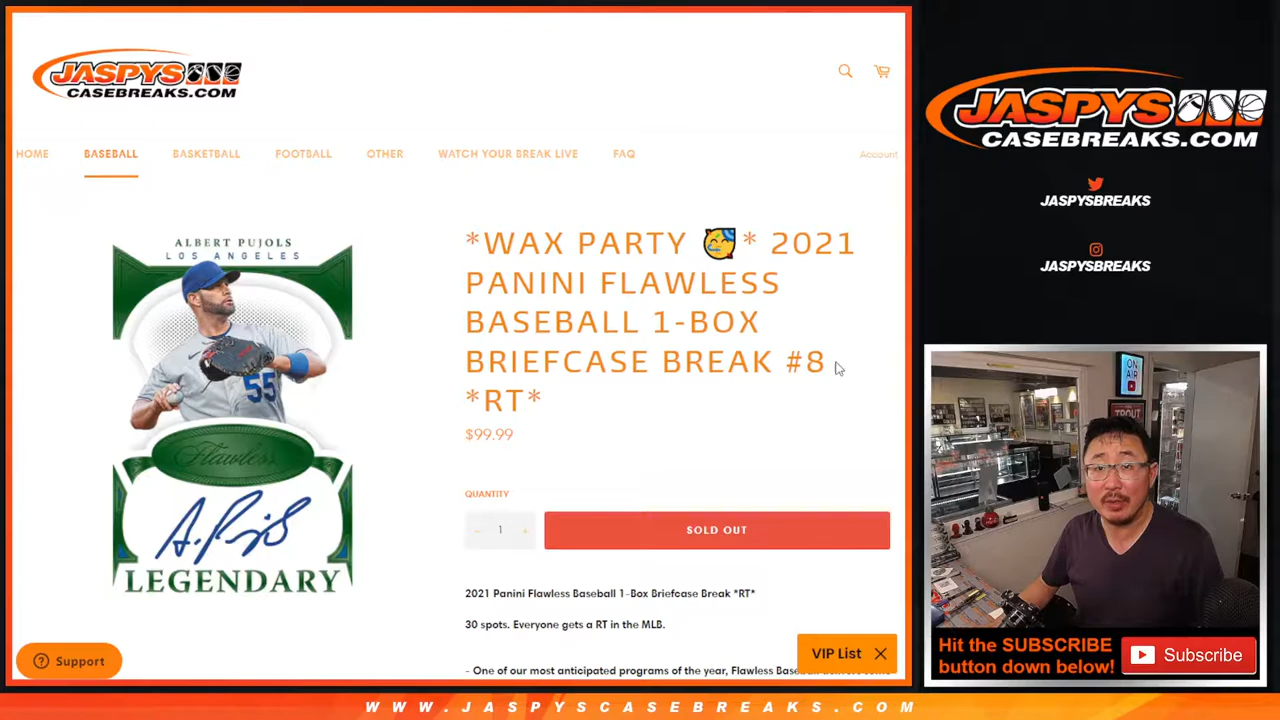 JASPYS
CASEBREAKS.COM
HOME BASEBALL BASKETBALL FOOTBALL OTHER WATCH YOUR BREAK LIVE FAQ Account
ALBERT PUJOLS
LOS ANGELES
55
Flawless
LEGENDARY
*WAX PARTY 🥳* 2021
PANINI FLAWLESS
BASEBALL 1-BOX
BRIEFCASE BREAK #8
*RT*
$99.99
QUANTITY
− 1 +
SOLD OUT
2021 Panini Flawless Baseball 1-Box Briefcase Break *RT*
30 spots. Everyone gets a RT in the MLB.
- One of our most anticipated programs of the year, Flawless
Support
VIP List
JASPYS
CASEBREAKS.COM
JASPYSBREAKS
JASPYSBREAKS
ON
AIR
TROUT
Hit the SUBSCRIBE
button down below!
Subscribe
WWW.JASPYSCASEBREAKS.COM